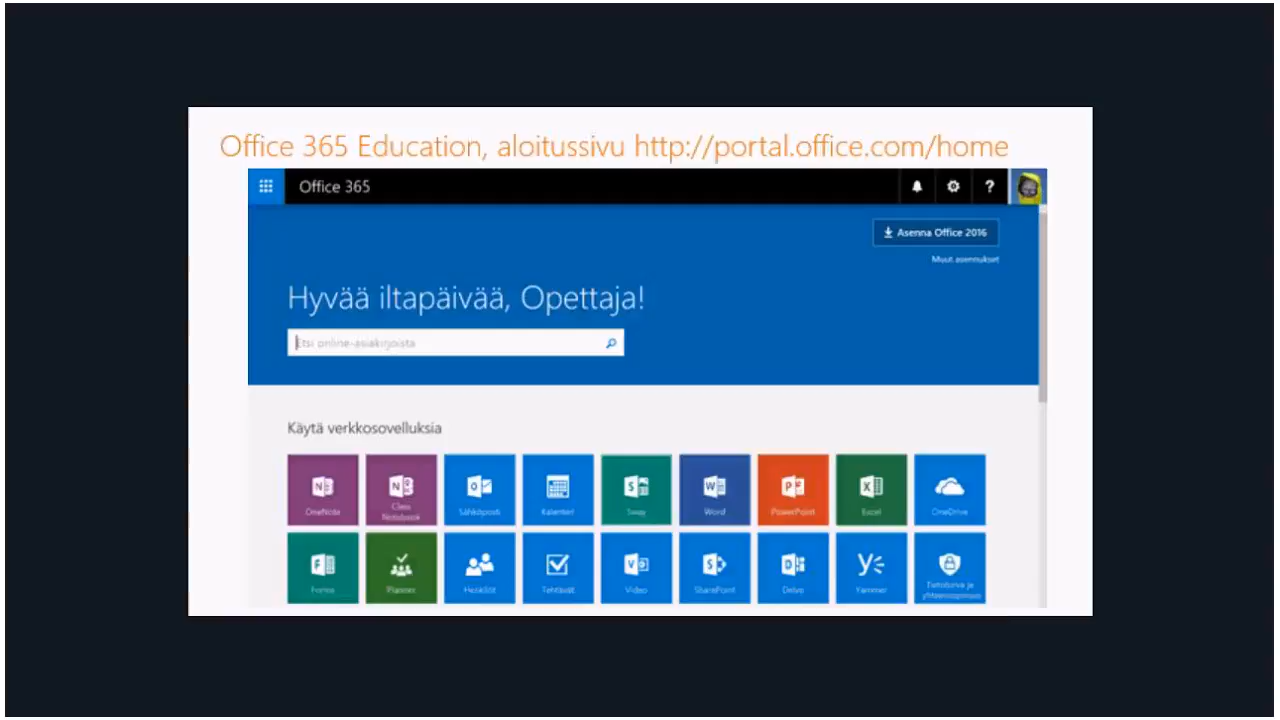 Office 365 Education, aloitussivu http://portal.office.com/home
Office 365
?
Asenna Office 2016
Muut asennukset
Hyvää iltapäivää, Opettaja!
Etsi online-asiakirjoista
Käytä verkkosovelluksia
OneNote
Class
Notebook
Sähköposti
Kalenteri
Sway
Word
PowerPoint
Excel
OneDrive
Forms
Planner
Henkilöt
Tehtävät
Video
SharePoint
Delve
Yammer
Tietoturva ja